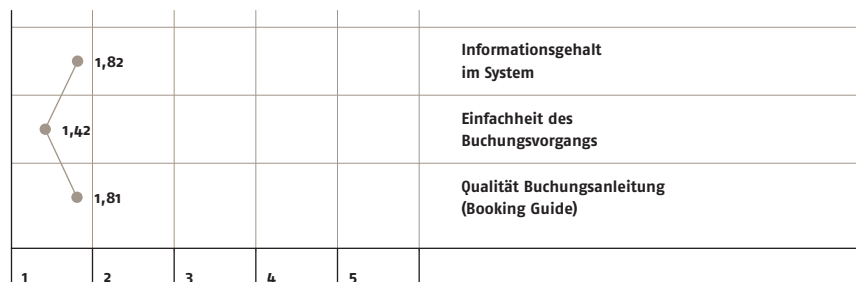 1,82
Informationsgehalt
im System
1,42
Einfachheit des
Buchungsvorgangs
1,81
Qualität Buchungsanleitung
(Booking Guide)
1 2 3 4 5